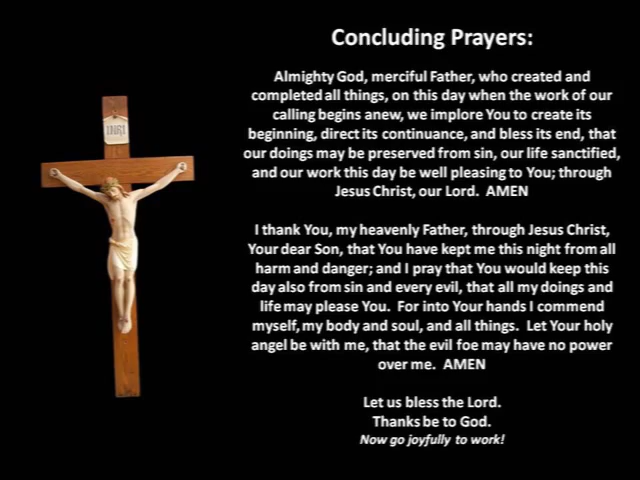 Concluding Prayers:
INRI
Almighty God, merciful Father, who created and
completed all things, on this day when the work of our
calling begins anew, we implore You to create its
beginning, direct its continuance, and bless its end, that
our doings may be preserved from sin, our life sanctified,
and our work this day be well pleasing to You; through
Jesus Christ, our Lord.  AMEN
I thank You, my heavenly Father, through Jesus Christ,
Your dear Son, that You have kept me this night from all
harm and danger; and I pray that You would keep this
day also from sin and every evil, that all my doings and
life may please You.  For into Your hands I commend
myself, my body and soul, and all things.  Let Your holy
angel be with me, that the evil foe may have no power
over me.  AMEN
Let us bless the Lord.
Thanks be to God.
Now go joyfully to work!